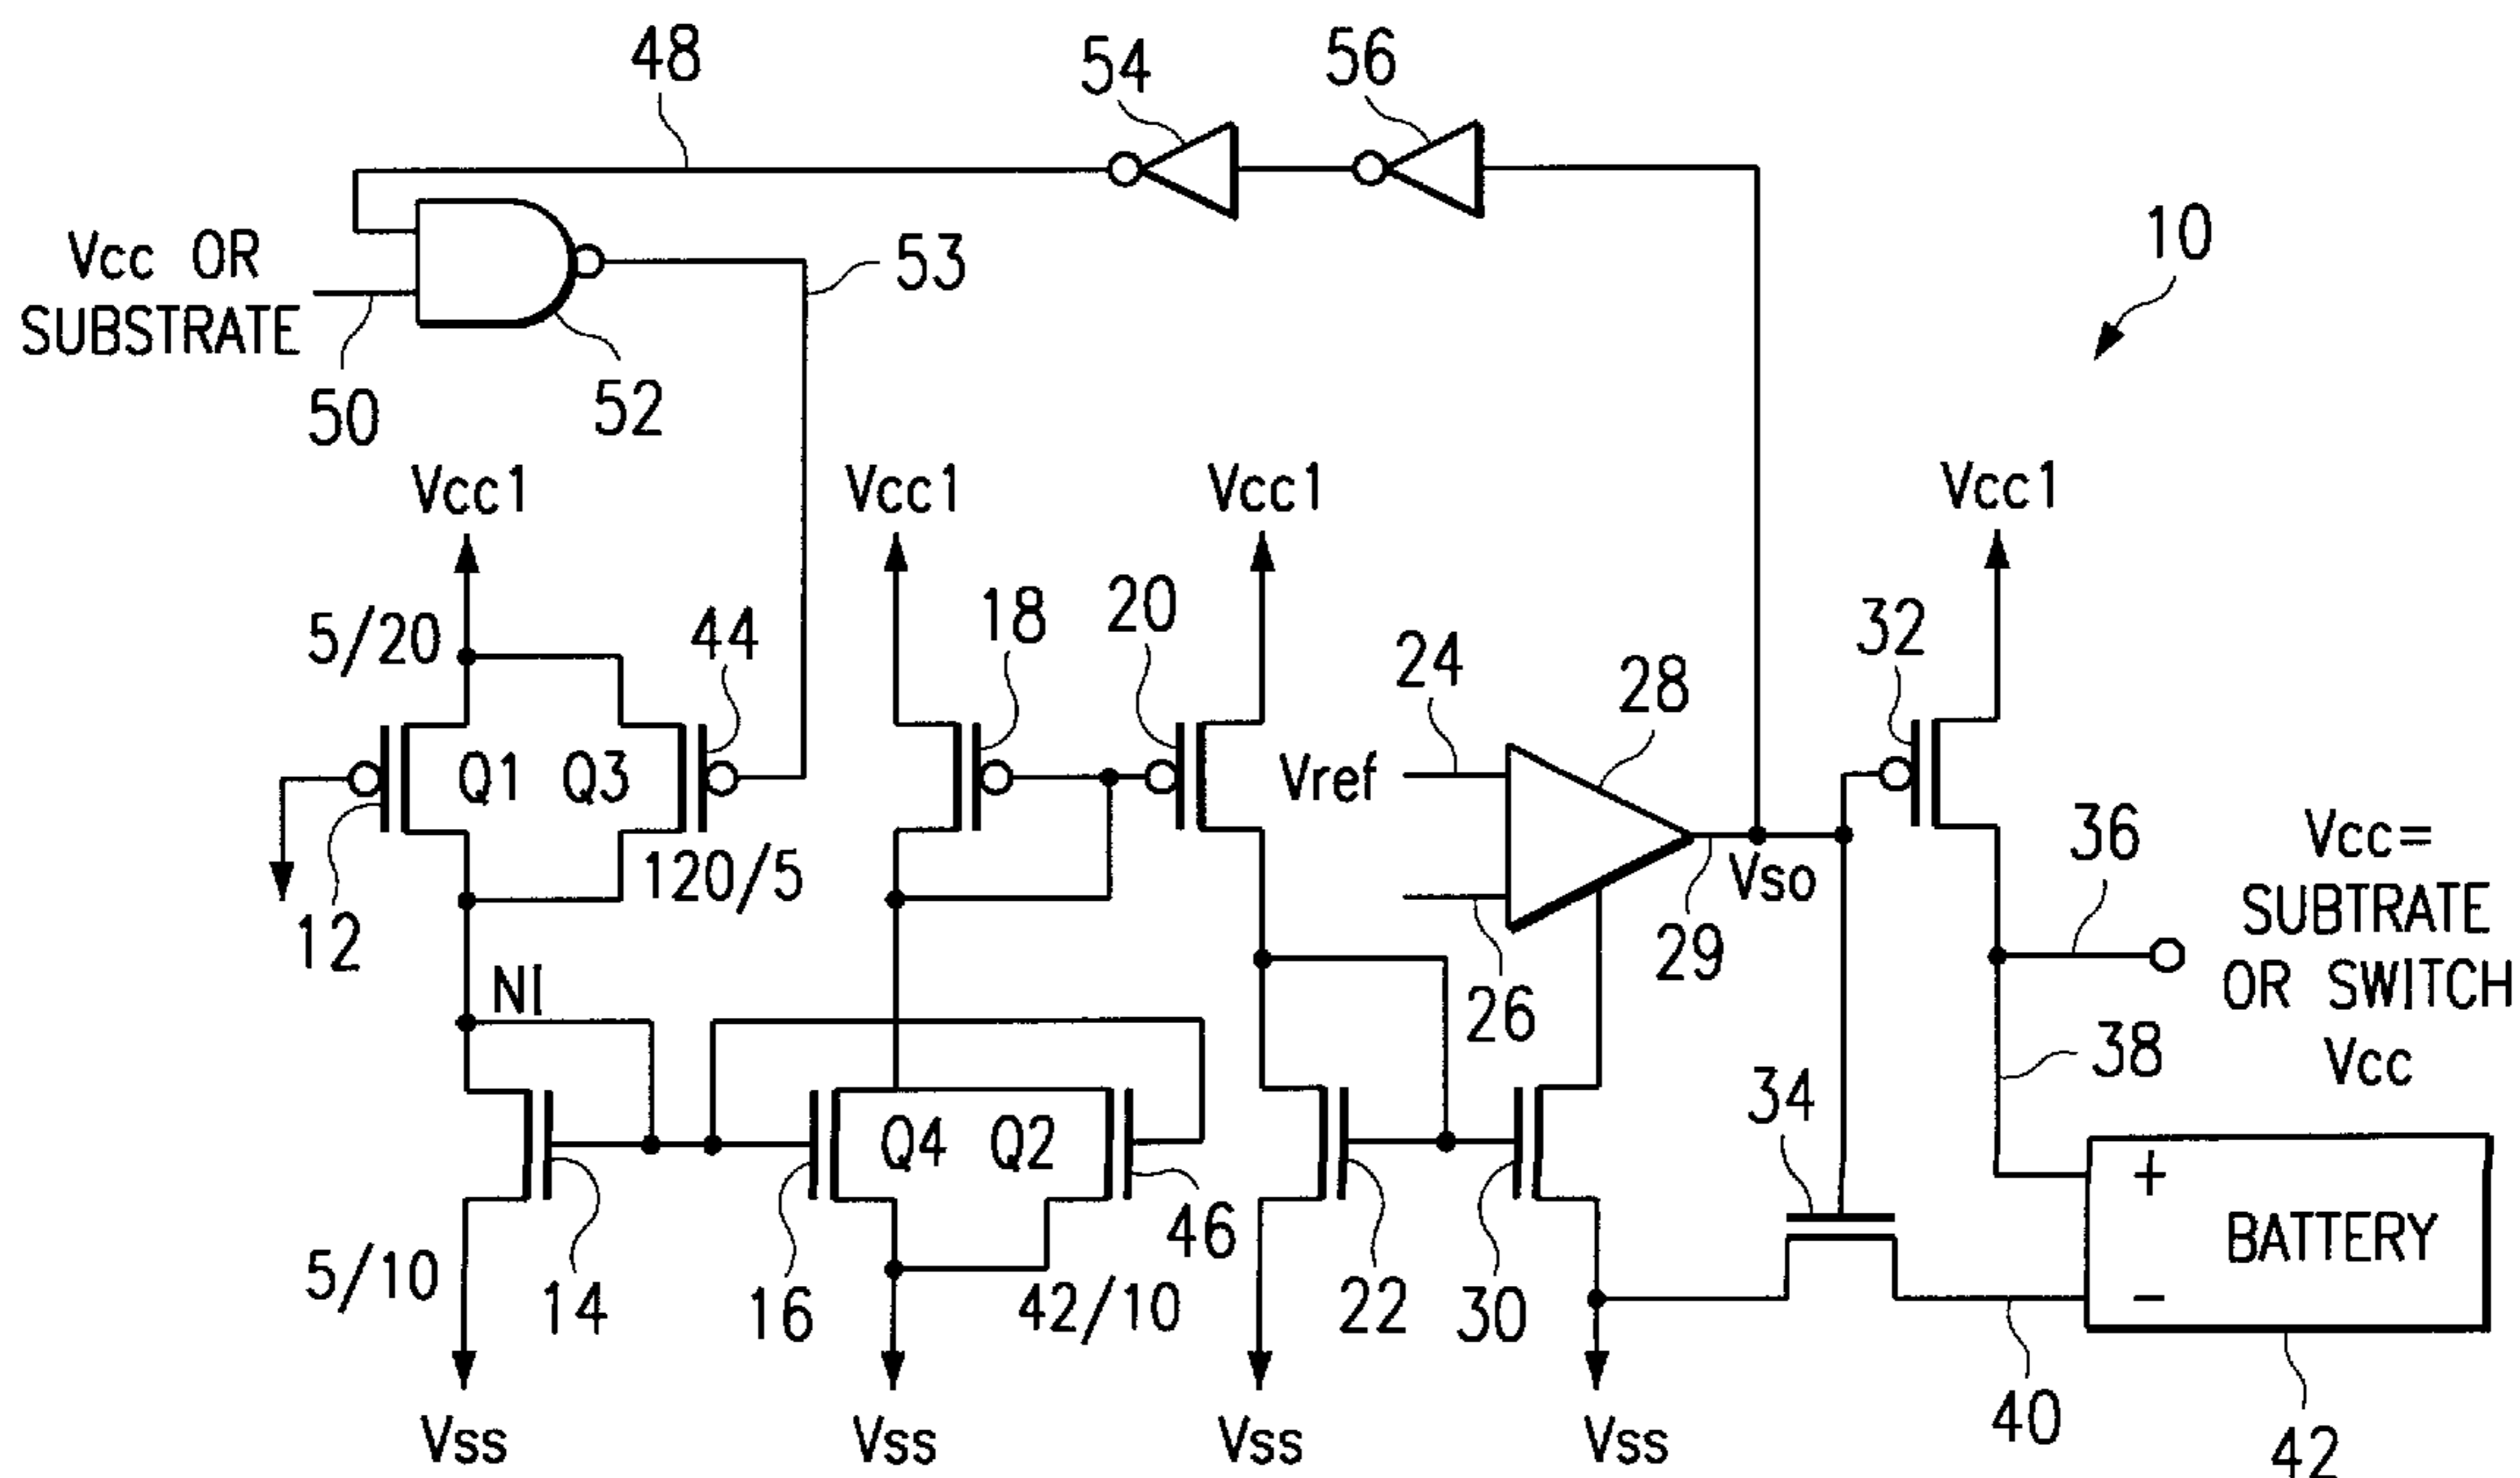 48
54
56
10
Vcc OR
SUBSTRATE
53
50
52
Vcc1
Vcc1
Vcc1
Vcc1
5/20
44
18
20
24
28
32
Q1
Q3
Vref
36
Vcc=
SUBTRATE
OR SWITCH
Vcc
12
120/5
Vso
29
26
NI
38
34
Q4
Q2
+
BATTERY
−
46
5/10
14
16
42/10
22
30
40
42
Vss
Vss
Vss
Vss